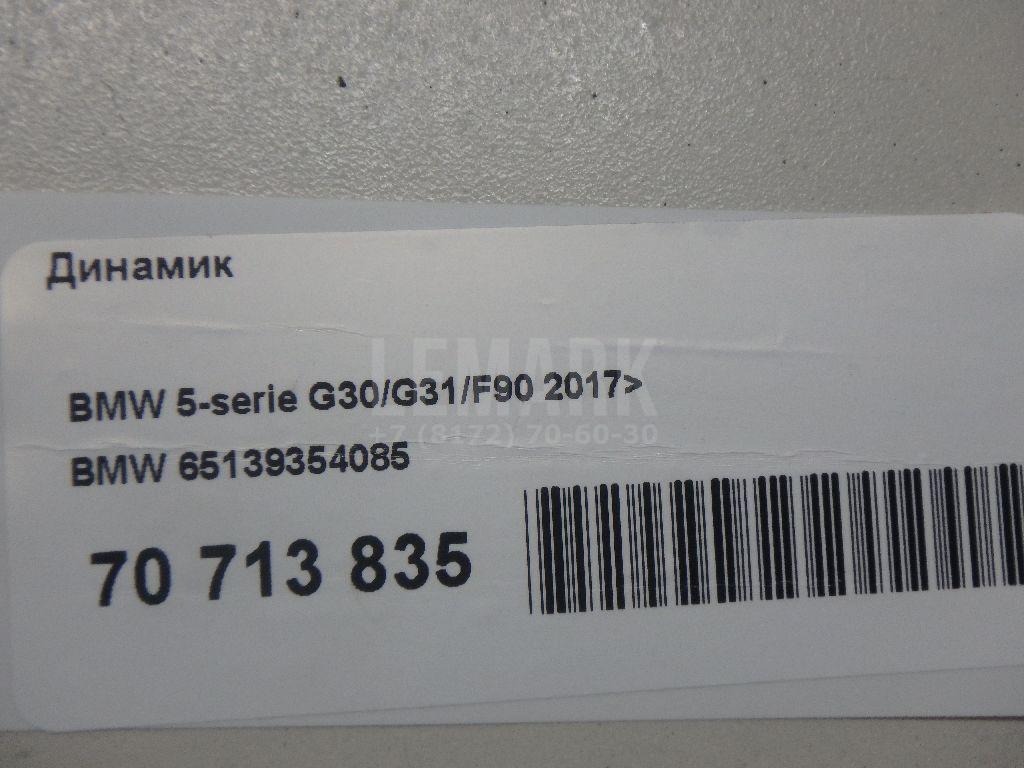 Динамик
LEMARK
BMW 5-serie G30/G31/F90 2017>
+7 (8172) 70-60-30
BMW 65139354085
70 713 835